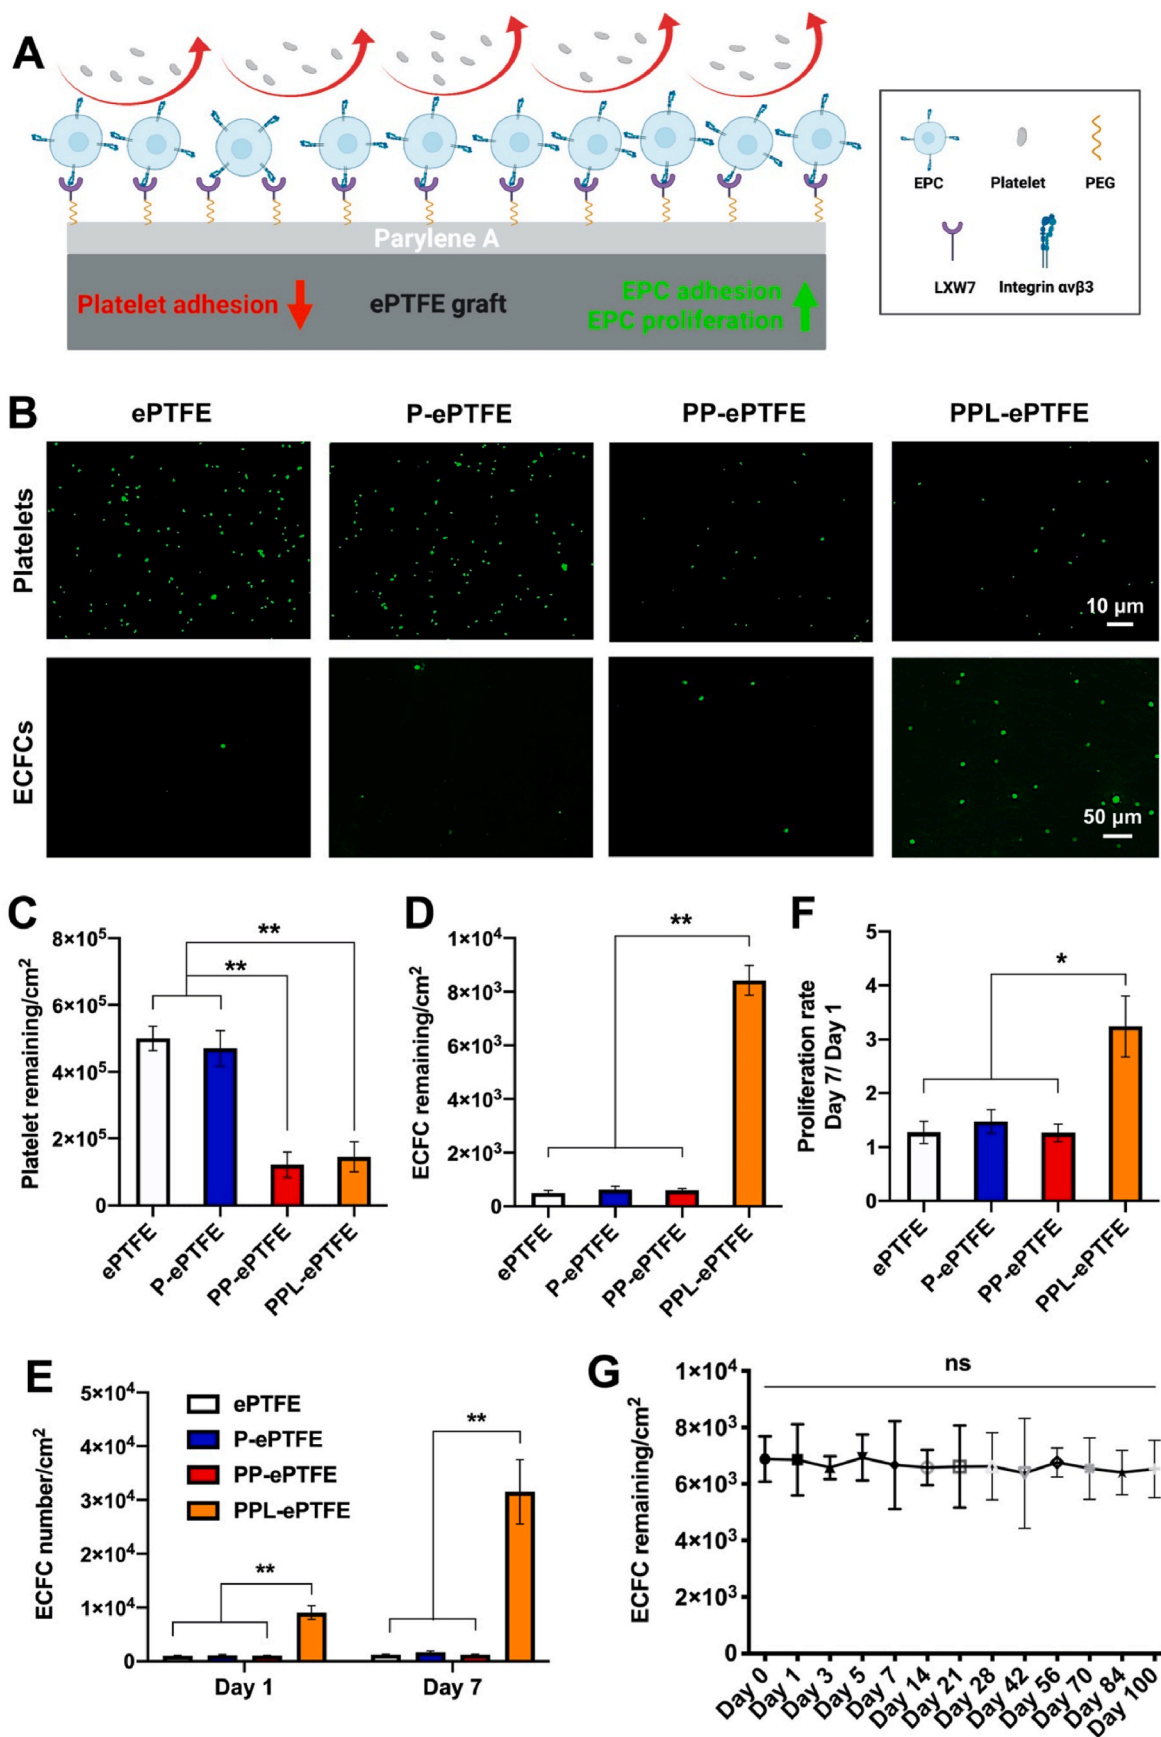 A
EPC
Platelet
PEG
LXW7
Integrin αvβ3
Parylene A
Platelet adhesion
ePTFE graft
EPC adhesion
EPC proliferation
B
ePTFE
P-ePTFE
PP-ePTFE
PPL-ePTFE
Platelets
10 µm
ECFCs
50 µm
C
Platelet remaining/cm²
8×10⁵
6×10⁵
4×10⁵
2×10⁵
0
**
**
ePTFE
P-ePTFE
PP-ePTFE
PPL-ePTFE
D
ECFC remaining/cm²
1×10⁴
8×10³
6×10³
4×10³
2×10³
0
**
ePTFE
P-ePTFE
PP-ePTFE
PPL-ePTFE
F
Proliferation rate
Day 7/ Day 1
5
4
3
2
1
0
*
ePTFE
P-ePTFE
PP-ePTFE
PPL-ePTFE
E
ECFC number/cm²
5×10⁴
4×10⁴
3×10⁴
2×10⁴
1×10⁴
0
ePTFE
P-ePTFE
PP-ePTFE
PPL-ePTFE
**
**
Day 1
Day 7
G
ECFC remaining/cm²
1×10⁴
8×10³
6×10³
4×10³
2×10³
0
ns
Day 0
Day 1
Day 3
Day 5
Day 7
Day 14
Day 21
Day 28
Day 42
Day 56
Day 70
Day 84
Day 100